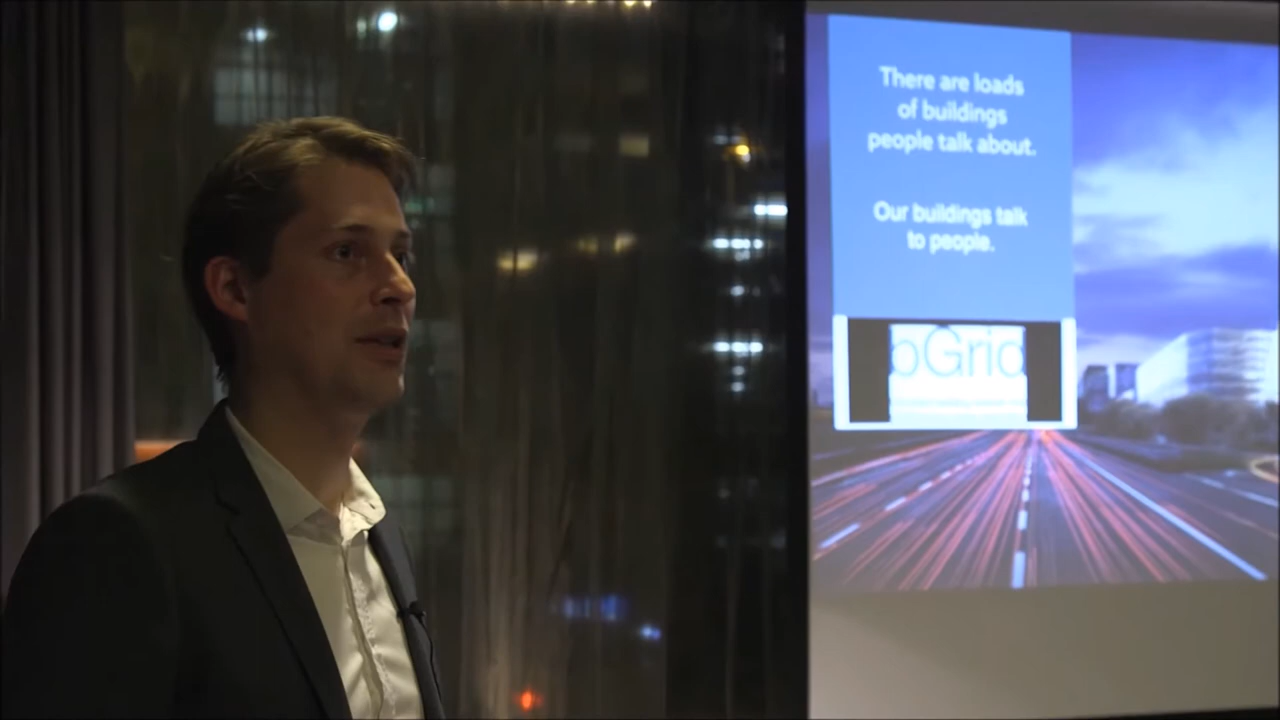 There are loads
of buildings
people talk about.
Our buildings talk
to people.
bGrid